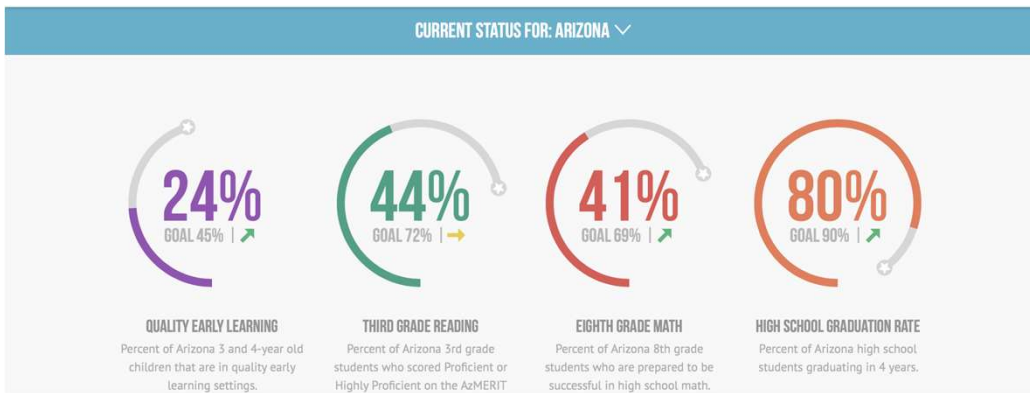 CURRENT STATUS FOR: ARIZONA
24%
GOAL 45% |
QUALITY EARLY LEARNING
Percent of Arizona 3 and 4-year old
children that are in quality early
learning settings.
44%
GOAL 72% |
THIRD GRADE READING
Percent of Arizona 3rd grade
students who scored Proficient or
Highly Proficient on the AzMERIT
41%
GOAL 69% |
EIGHTH GRADE MATH
Percent of Arizona 8th grade
students who are prepared to be
successful in high school math.
80%
GOAL 90% |
HIGH SCHOOL GRADUATION RATE
Percent of Arizona high school
students graduating in 4 years.